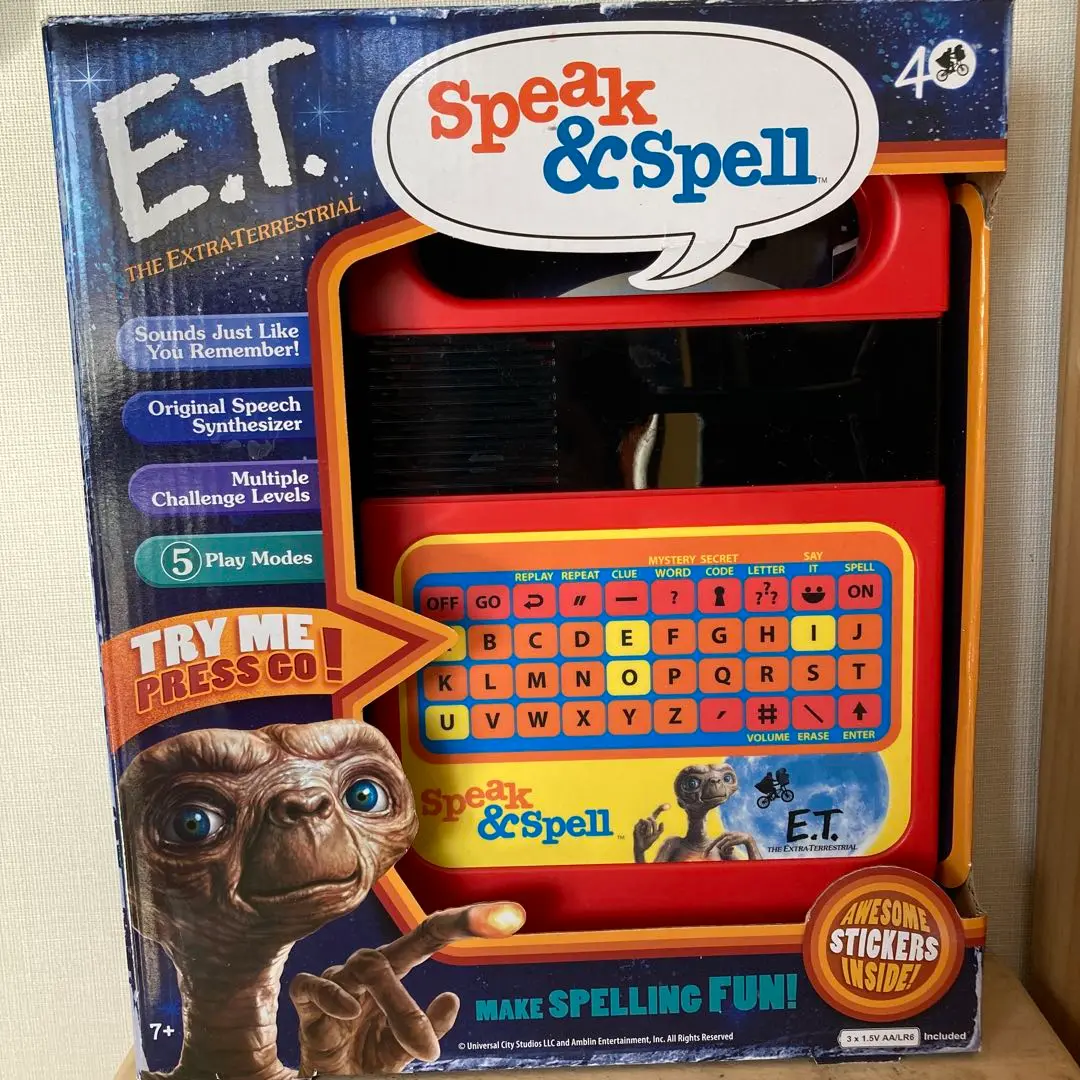 E.T.
THE EXTRA-TERRESTRIAL
Speak
&Spell™
40
Sounds Just Like
You Remember!
Original Speech
Synthesizer
Multiple
Challenge Levels
5 Play Modes
TRY ME
PRESS GO!
MYSTERY SECRET SAY
REPLAY REPEAT CLUE WORD CODE LETTER IT SPELL
OFF GO ? ?? ??? ON
B C D E F G H I J
K L M N O P Q R S T
U V W X Y Z ' # \
VOLUME ERASE ENTER
Speak
&Spell™
E.T.
THE EXTRA-TERRESTRIAL
AWESOME
STICKERS
INSIDE!
MAKE SPELLING FUN!
7+
© Universal City Studios LLC and Amblin Entertainment, Inc. All Rights Reserved
3 x 1.5V AA/LR6 Included